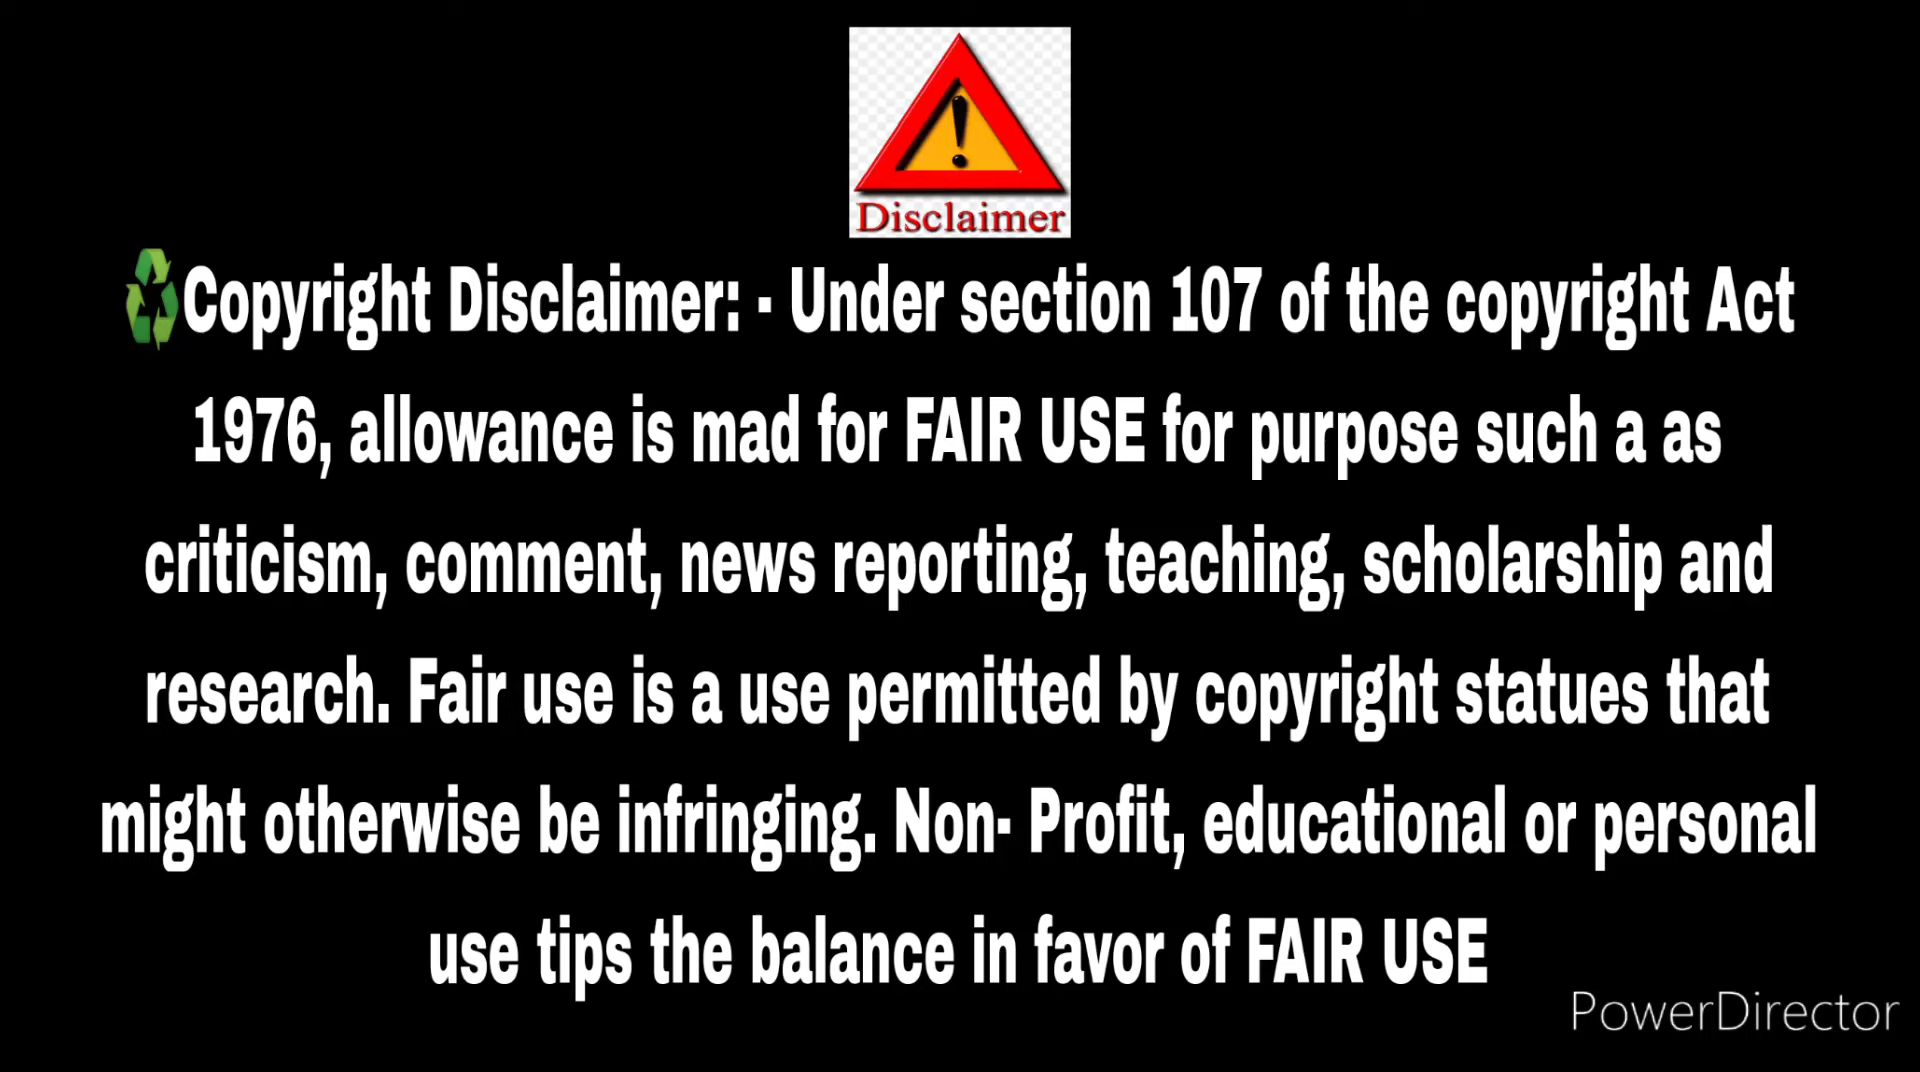 Disclaimer
♻Copyright Disclaimer: - Under section 107 of the copyright Act
1976, allowance is mad for FAIR USE for purpose such a as
criticism, comment, news reporting, teaching, scholarship and
research. Fair use is a use permitted by copyright statues that
might otherwise be infringing. Non- Profit, educational or personal
use tips the balance in favor of FAIR USE
PowerDirector